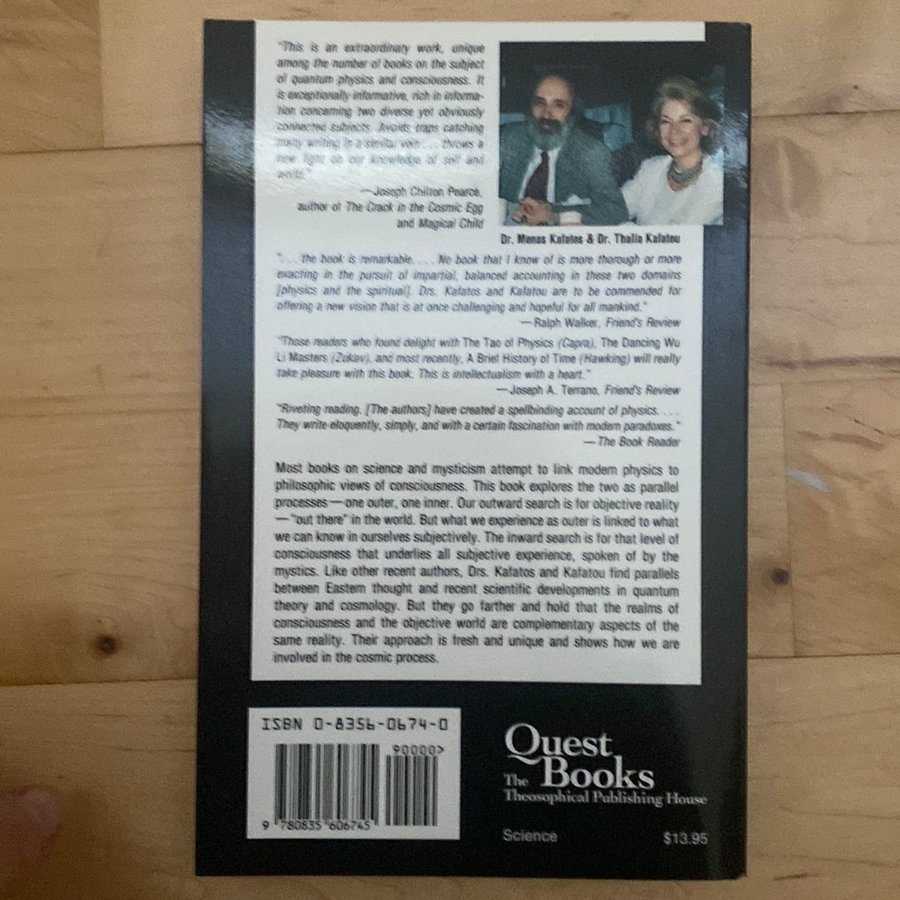 "This is an extraordinary work, unique
among the number of books on the subject
of quantum physics and consciousness. It
is exceptionally informative, rich in informa-
tion concerning two diverse yet obviously
connected subjects. Avoids traps catching
many writing in a similar vein . . . throws a
new light on our knowledge of self and
world."
—Joseph Chilton Pearce,
author of The Crack in the Cosmic Egg
and Magical Child
Dr. Menas Kafatos & Dr. Thalia Kafatou
". . . the book is remarkable. . . . No book that I know of is more thorough or more
exacting in the pursuit of impartial, balanced accounting in these two domains
[physics and the spiritual]. Drs. Kafatos and Kafatou are to be commended for
offering a new vision that is at once challenging and hopeful for all mankind."
—Ralph Walker, Friend's Review
"Those readers who found delight with The Tao of Physics (Capra), The Dancing Wu
Li Masters (Zukav), and most recently, A Brief History of Time (Hawking) will really
take pleasure with this book. This is intellectualism with a heart."
—Joseph A. Terrano, Friend's Review
"Riveting reading. [The authors] have created a spellbinding account of physics. . . .
They write eloquently, simply, and with a certain fascination with modern paradoxes."
—The Book Reader
Most books on science and mysticism attempt to link modern physics to
philosophic views of consciousness. This book explores the two as parallel
processes—one outer, one inner. Our outward search is for objective reality
—"out there" in the world. But what we experience as outer is linked to what
we can know in ourselves subjectively. The inward search is for that level of
consciousness that underlies all subjective experience, spoken of by the
mystics. Like other recent authors, Drs. Kafatos and Kafatou find parallels
between Eastern thought and recent scientific developments in quantum
theory and cosmology. But they go farther and hold that the realms of
consciousness and the objective world are complementary aspects of the
same reality. Their approach is fresh and unique and shows how we are
involved in the cosmic process.
ISBN 0-8356-0674-0
90000>
9 780835 606745
Quest
Books
The
Theosophical Publishing House
Science
$13.95